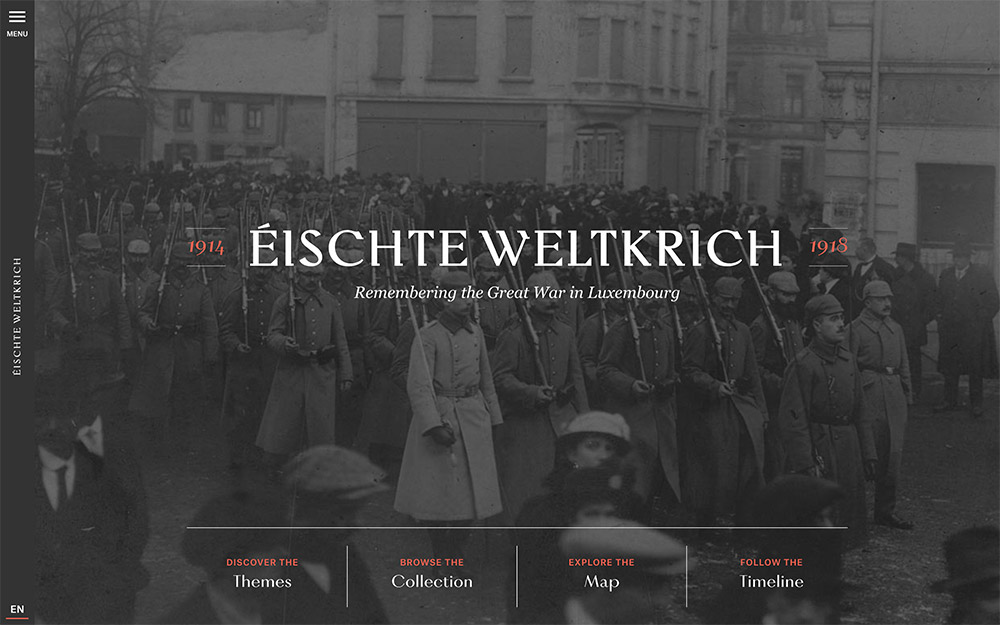 MENU
ÉISCHTE WELTKRICH
1914
ÉISCHTE WELTKRICH
1918
Remembering the Great War in Luxembourg
DISCOVER THE
Themes
BROWSE THE
Collection
EXPLORE THE
Map
FOLLOW THE
Timeline
EN